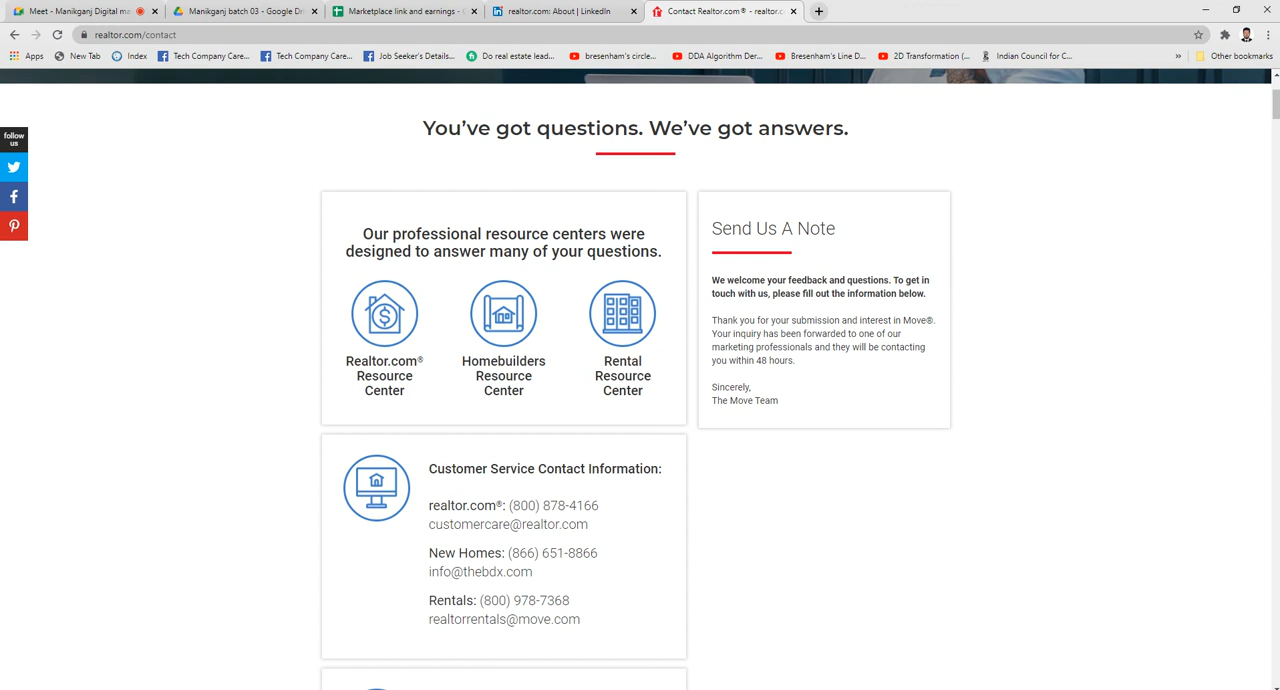 Meet - Manikganj Digital ma
Manikganj batch 03 - Google Dri
Marketplace link and earnings -
realtor.com: About | LinkedIn
Contact Realtor.com® - realtor.c
realtor.com/contact
Apps
New Tab
Index
Tech Company Care...
Tech Company Care...
Job Seeker's Details...
Do real estate lead...
bresenham's circle...
DDA Algorithm Der...
Bresenham's Line D...
2D Transformation (...
Indian Council for C...
»
Other bookmarks
follow
us
You've got questions. We've got answers.
Our professional resource centers were
designed to answer many of your questions.
Realtor.com®
Resource
Center
Homebuilders
Resource
Center
Rental
Resource
Center
Send Us A Note
We welcome your feedback and questions. To get in
touch with us, please fill out the information below.
Thank you for your submission and interest in Move®.
Your inquiry has been forwarded to one of our
marketing professionals and they will be contacting
you within 48 hours.
Sincerely,
The Move Team
Customer Service Contact Information:
realtor.com®: (800) 878-4166
customercare@realtor.com
New Homes: (866) 651-8866
info@thebdx.com
Rentals: (800) 978-7368
realtorrentals@move.com